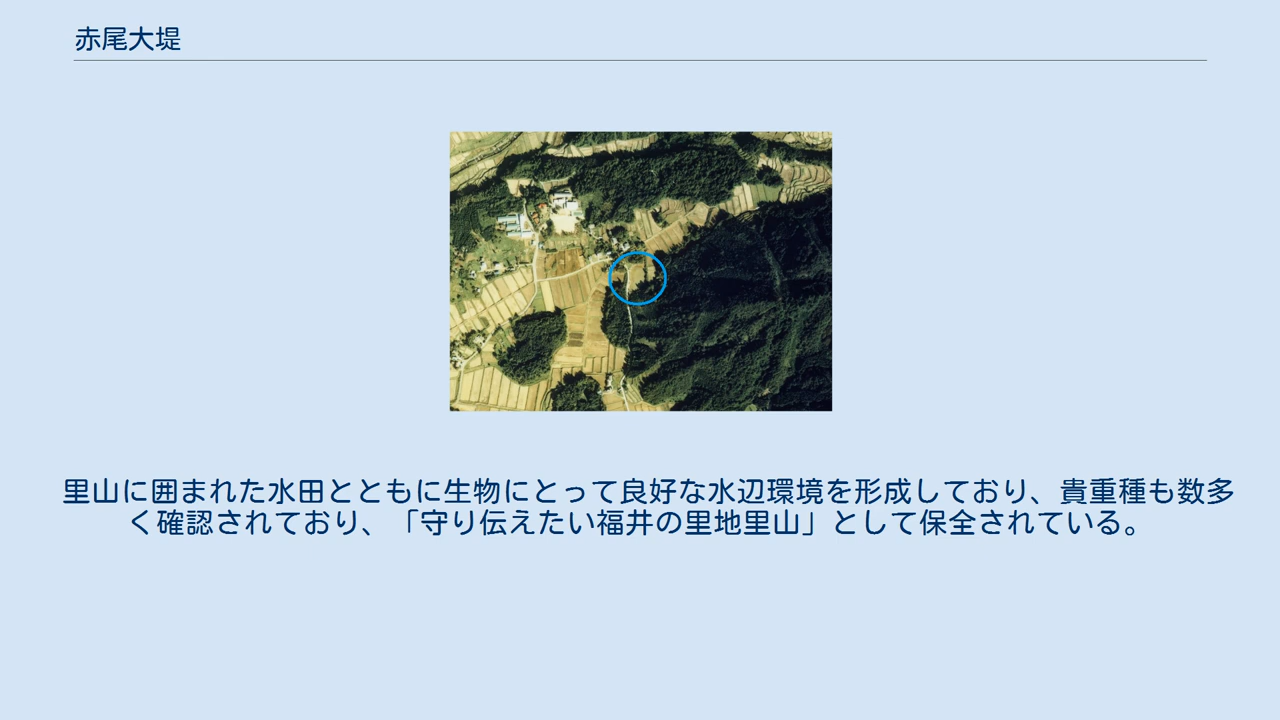 赤尾大堤
里山に囲まれた水田とともに生物にとって良好な水辺環境を形成しており、貴重種も数多
く確認されており、「守り伝えたい福井の里地里山」として保全されている。